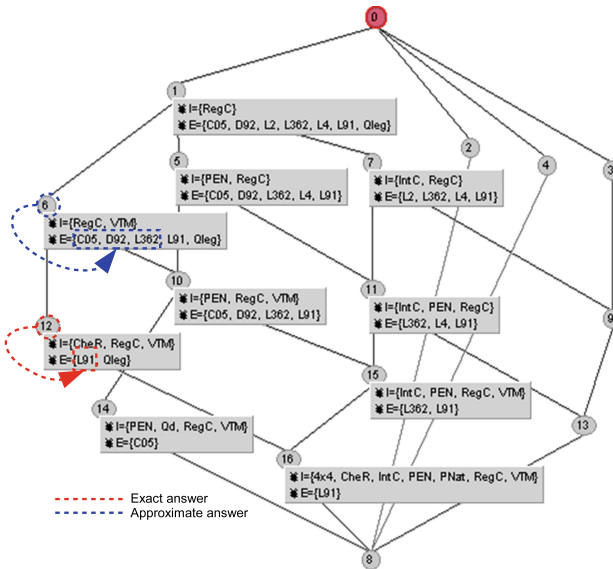 0
1
I={RegC}
E={C05, D92, L2, L362, L4, L91, Qleg}
2
4
3
5
I={PEN, RegC}
E={C05, D92, L362, L4, L91}
7
I={IntC, RegC}
E={L2, L362, L4, L91}
6
I={RegC, VTM}
E={C05, D92, L362, L91, Qleg}
10
I={PEN, RegC, VTM}
E={C05, D92, L362, L91}
11
I={IntC, PEN, RegC}
E={L362, L4, L91}
9
12
I={CheR, RegC, VTM}
E={L91, Qleg}
15
I={IntC, PEN, RegC, VTM}
E={L362, L91}
14
I={PEN, Qd, RegC, VTM}
E={C05}
13
16
I={4x4, CheR, IntC, PEN, PNat, RegC, VTM}
E={L91}
Exact answer
Approximate answer
8